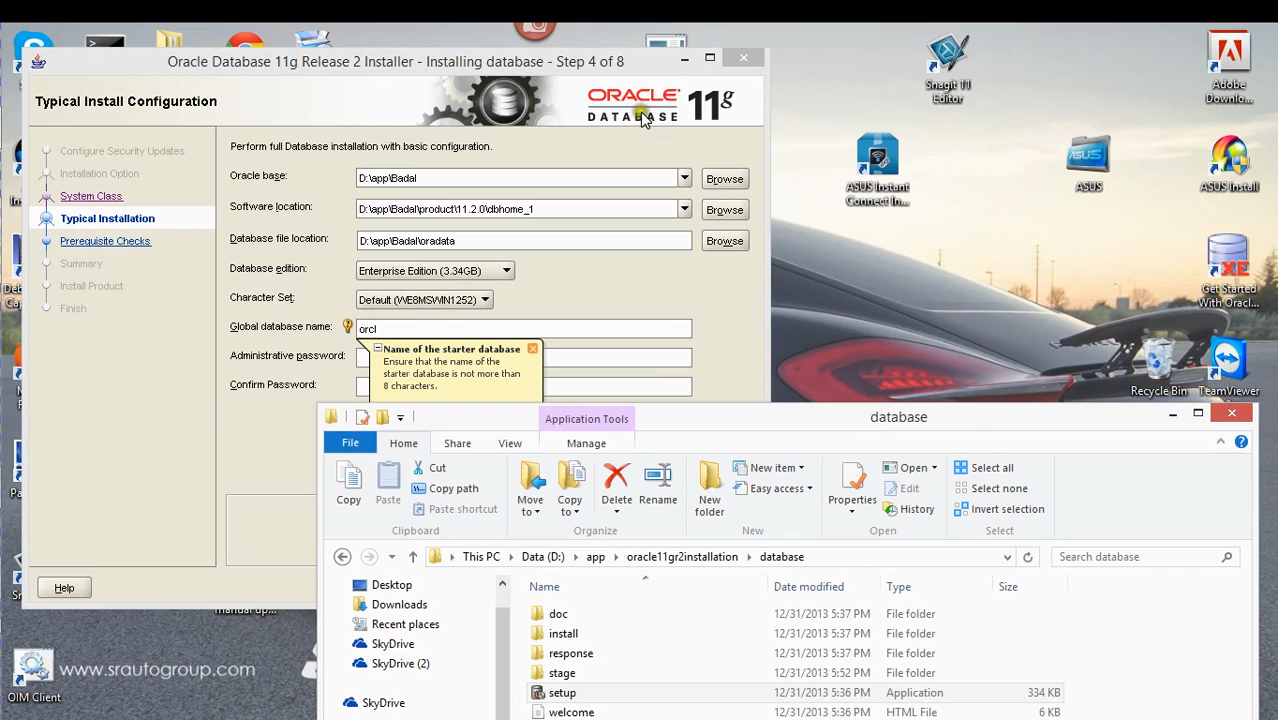 Oracle Database 11g Release 2 Installer - Installing database - Step 4 of 8
Typical Install Configuration
ORACLE
DATABASE 11g
Configure Security Updates
Installation Option
System Class
Typical Installation
Prerequisite Checks
Summary
Install Product
Finish
Perform full Database installation with basic configuration.
Oracle base: D:\app\Badal Browse
Software location: D:\app\Badal\product\11.2.0\dbhome_1 Browse
Database file location: D:\app\Badal\oradata Browse
Database edition: Enterprise Edition (3.34GB)
Character Set: Default (WE8MSWIN1252)
Global database name: orcl
Administrative password:
Confirm Password:
Name of the starter database
Ensure that the name of the
starter database is not more than
8 characters.
Help
Snagit 11
Editor
Adobe
Downlo...
ASUS Instant
Connect In...
ASUS
ASUS Install
Get Started
With Oracl...
Recycle Bin
TeamViewer
Application Tools
database
File Home Share View Manage
Copy
Paste
Cut
Copy path
Paste shortcut
Clipboard
Move
to
Copy
to
Delete
Rename
Organize
New
folder
New item
Easy access
New
Properties
Open
Edit
History
Open
Select all
Select none
Invert selection
Select
This PC Data (D:) app oracle11gr2installation database
Search database
Desktop
Downloads
Recent places
SkyDrive
SkyDrive (2)
SkyDrive
Name Date modified Type Size
doc 12/31/2013 5:37 PM File folder
install 12/31/2013 5:37 PM File folder
response 12/31/2013 5:37 PM File folder
stage 12/31/2013 5:52 PM File folder
setup 12/31/2013 5:36 PM Application 334 KB
welcome 12/31/2013 5:36 PM HTML File 6 KB
www.srautogroup.com
OIM Client